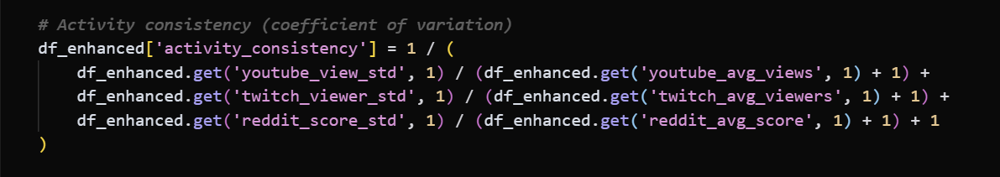 # Activity consistency (coefficient of variation)
df_enhanced['activity_consistency'] = 1 / (
    df_enhanced.get('youtube_view_std', 1) / (df_enhanced.get('youtube_avg_views', 1) + 1) +
    df_enhanced.get('twitch_viewer_std', 1) / (df_enhanced.get('twitch_avg_viewers', 1) + 1) +
    df_enhanced.get('reddit_score_std', 1) / (df_enhanced.get('reddit_avg_score', 1) + 1) + 1
)